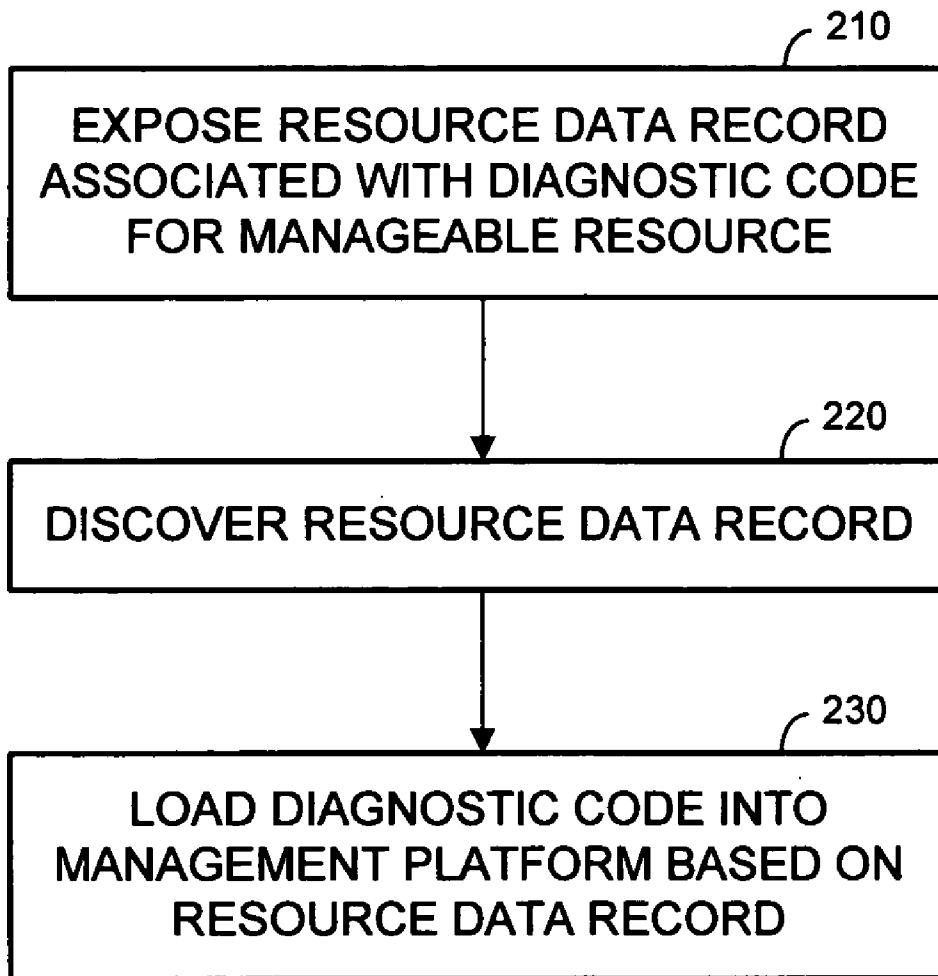 210
EXPOSE RESOURCE DATA RECORD
ASSOCIATED WITH DIAGNOSTIC CODE
FOR MANAGEABLE RESOURCE
220
DISCOVER RESOURCE DATA RECORD
230
LOAD DIAGNOSTIC CODE INTO
MANAGEMENT PLATFORM BASED ON
RESOURCE DATA RECORD